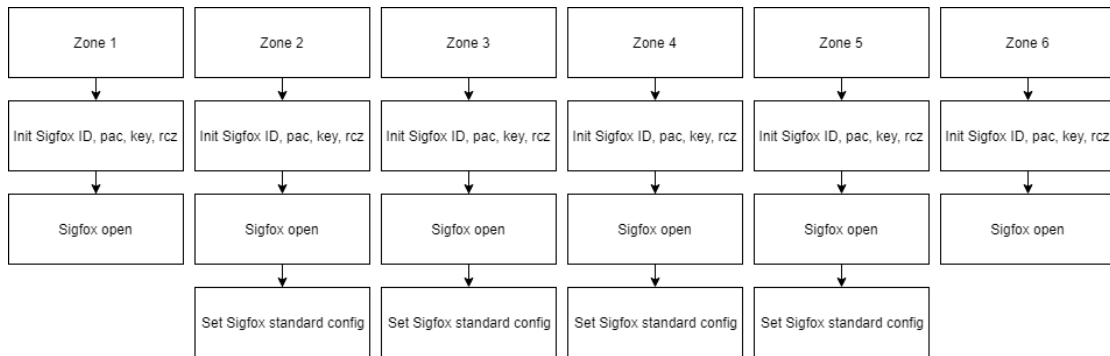 Zone 1
Zone 2
Zone 3
Zone 4
Zone 5
Zone 6
Init Sigfox ID, pac, key, rcz
Init Sigfox ID, pac, key, rcz
Init Sigfox ID, pac, key, rcz
Init Sigfox ID, pac, key, rcz
Init Sigfox ID, pac, key, rcz
Init Sigfox ID, pac, key, rcz
Sigfox open
Sigfox open
Sigfox open
Sigfox open
Sigfox open
Sigfox open
Set Sigfox standard config
Set Sigfox standard config
Set Sigfox standard config
Set Sigfox standard config